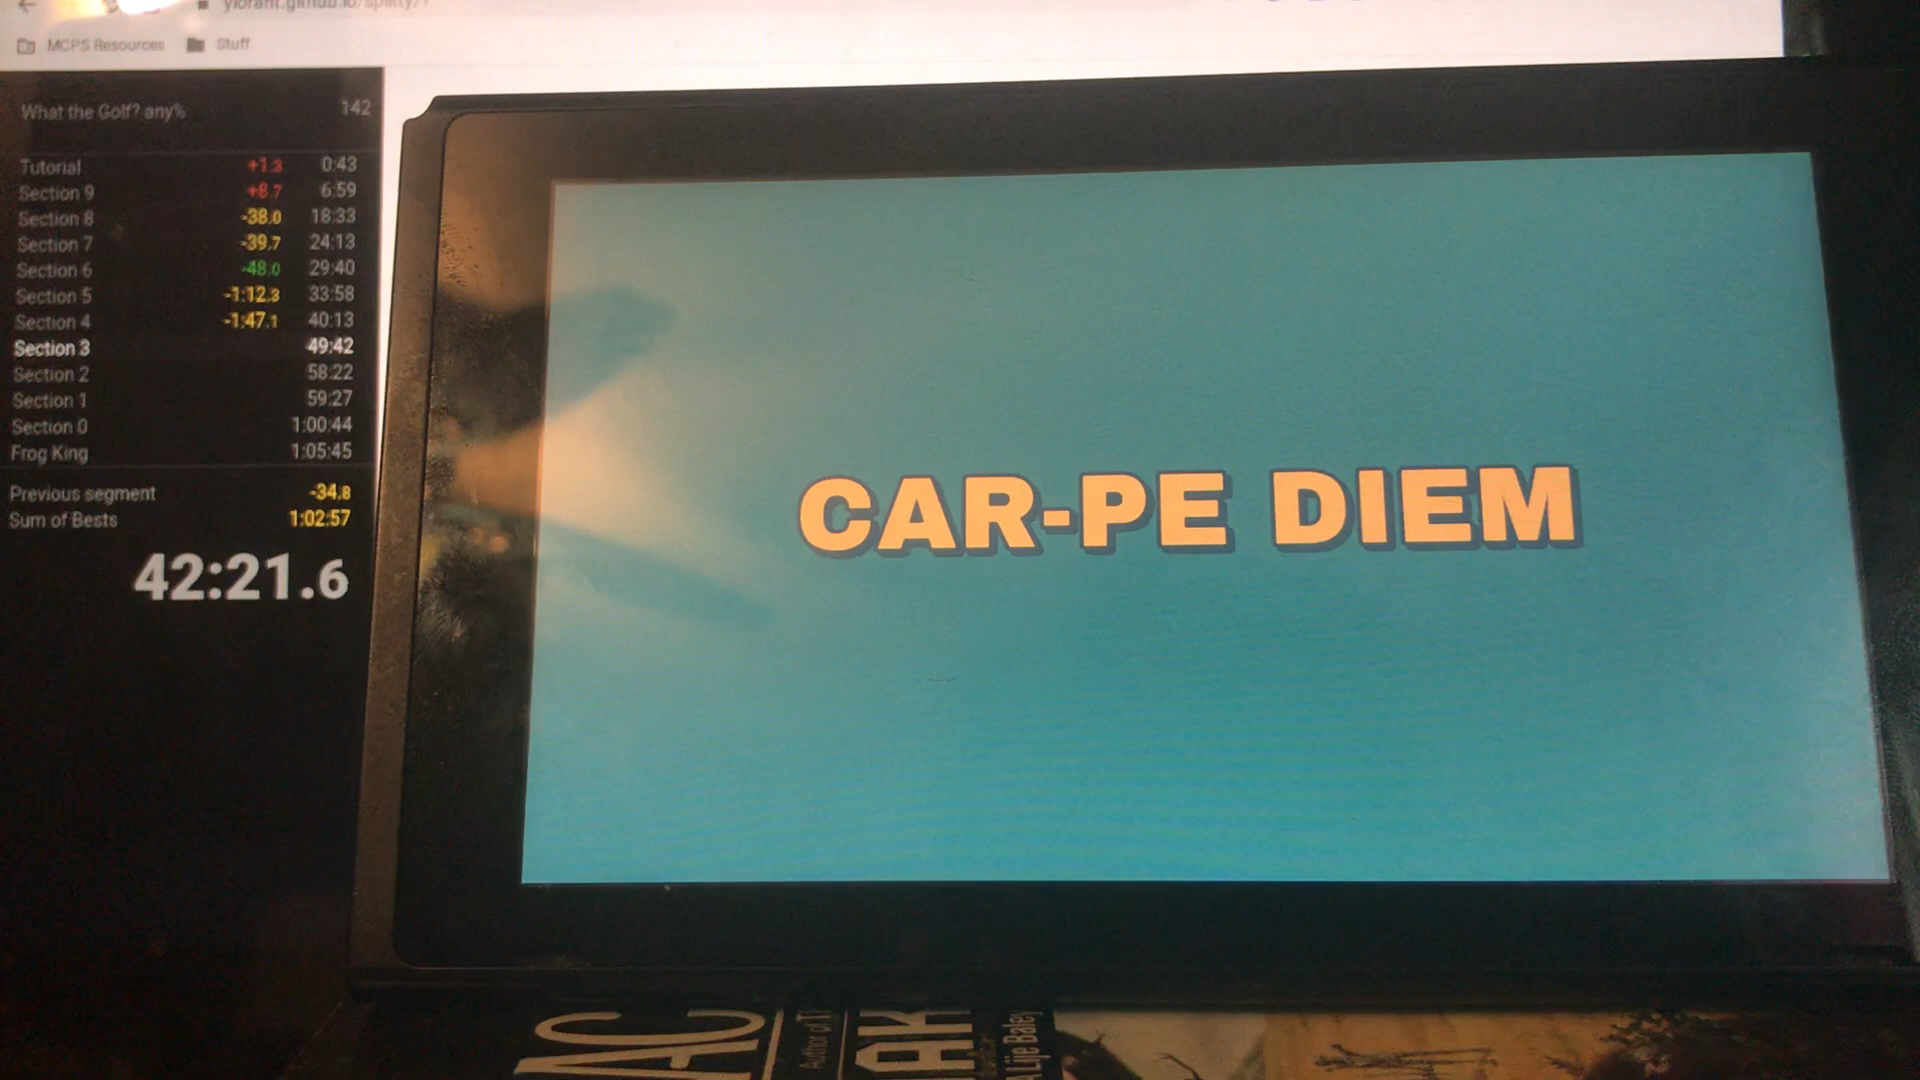 MCPS Resources Stuff
What the Golf? any% 142
Tutorial +1.3 0:43
Section 9 +8.7 6:59
Section 8 -38.0 18:33
Section 7 -39.7 24:13
Section 6 -48.0 29:40
Section 5 -1:12.3 33:58
Section 4 -1:47.1 40:13
Section 3 49:42
Section 2 58:22
Section 1 59:27
Section 0 1:00:44
Frog King 1:05:45
Previous segment -34.8
Sum of Bests 1:02:57
42:21.6
CAR-PE DIEM
AC
Author of